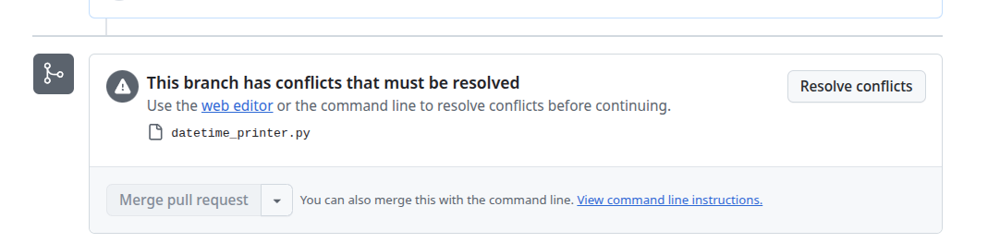 This branch has conflicts that must be resolved
Resolve conflicts
Use the web editor or the command line to resolve conflicts before continuing.
datetime_printer.py
Merge pull request
You can also merge this with the command line. View command line instructions.